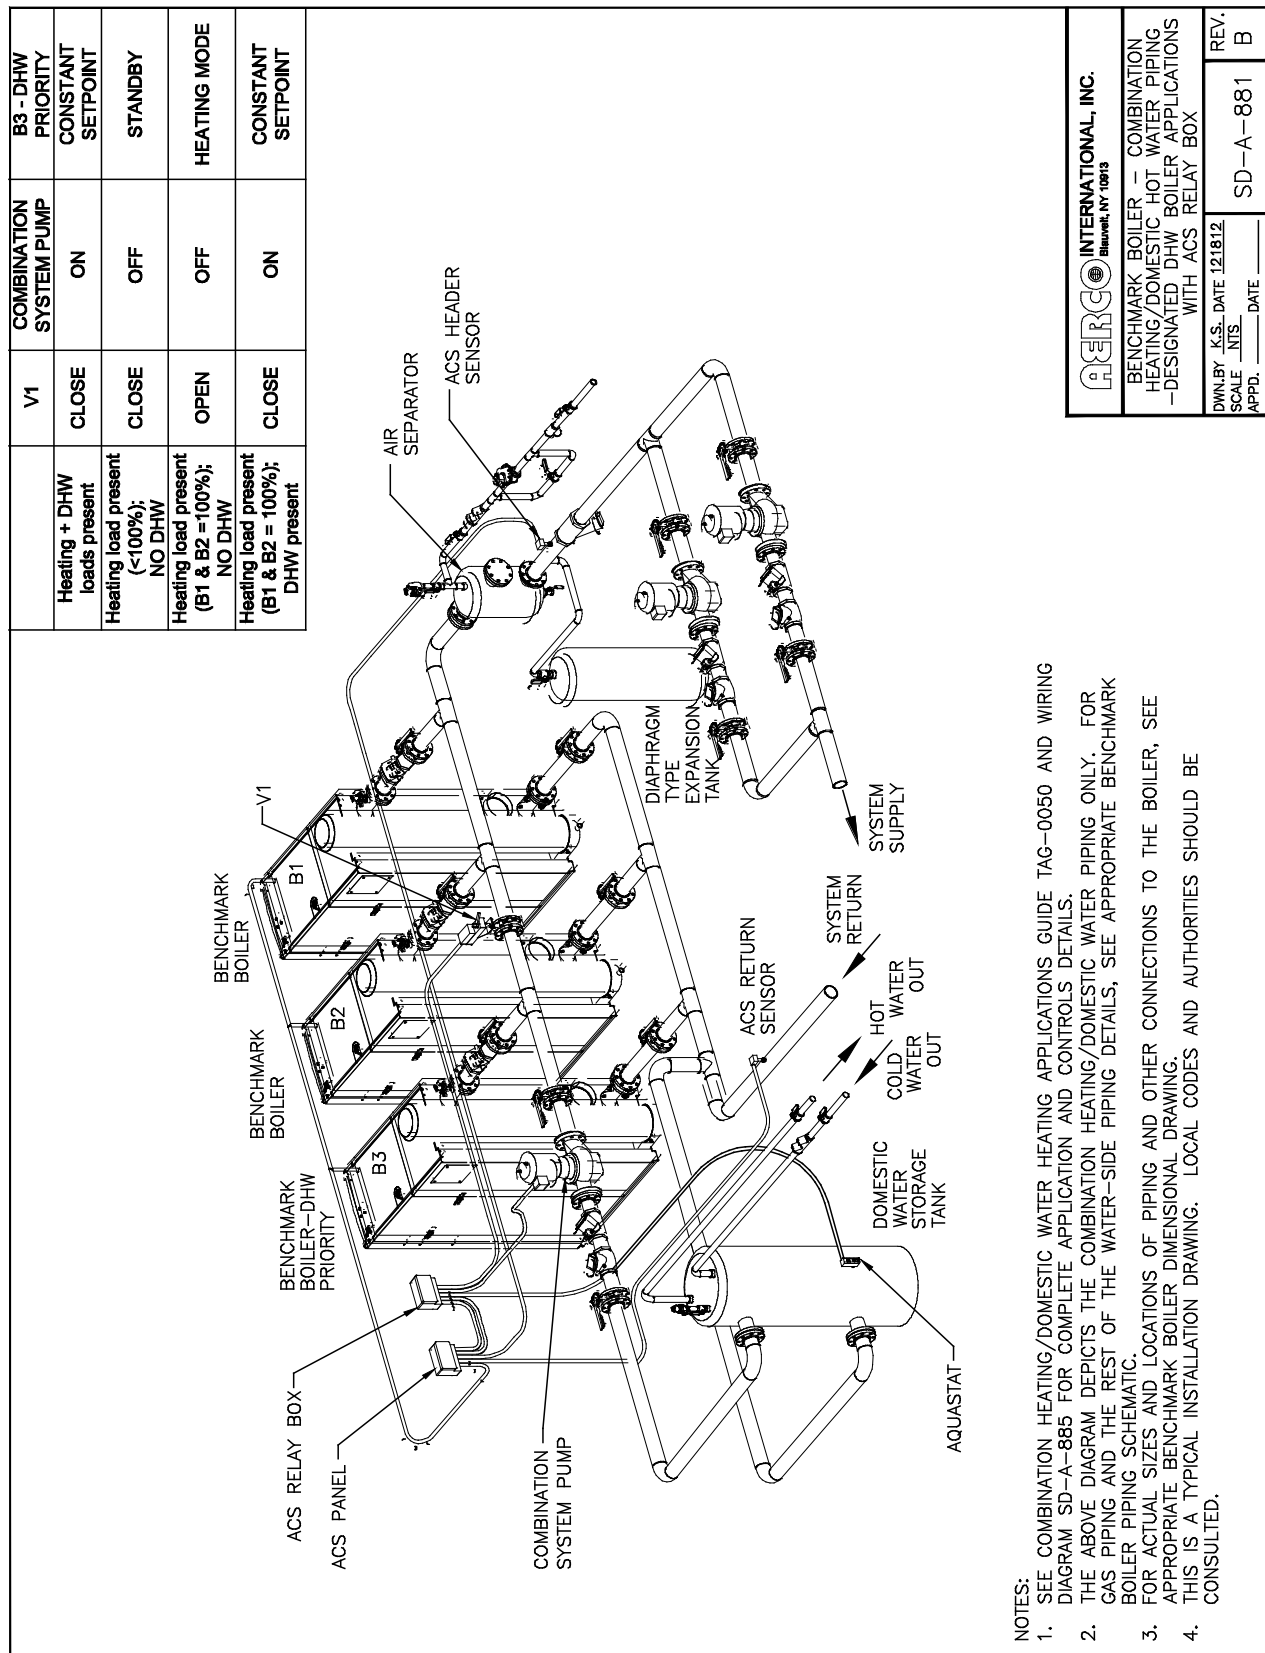 V1
COMBINATION
SYSTEM PUMP
B3 - DHW
PRIORITY
Heating + DHW
loads present
CLOSE
ON
CONSTANT
SETPOINT
Heating load present
(<100%);
NO DHW
CLOSE
OFF
STANDBY
Heating load present
(B1 & B2 =100%);
NO DHW
OPEN
OFF
HEATING MODE
Heating load present
(B1 & B2 = 100%);
DHW present
CLOSE
ON
CONSTANT
SETPOINT
ACS RELAY BOX
ACS PANEL
BENCHMARK
BOILER-DHW
PRIORITY
BENCHMARK
BOILER
BENCHMARK
BOILER
V1
B3
B2
B1
AIR
SEPARATOR
ACS HEADER
SENSOR
COMBINATION
SYSTEM PUMP
DIAPHRAGM
TYPE
EXPANSION
TANK
SYSTEM
SUPPLY
SYSTEM
RETURN
ACS RETURN
SENSOR
HOT
WATER
OUT
COLD
WATER
OUT
DOMESTIC
WATER
STORAGE
TANK
AQUASTAT
NOTES:
1. SEE COMBINATION HEATING/DOMESTIC WATER HEATING APPLICATIONS GUIDE TAG-0050 AND WIRING
DIAGRAM SD-A-885 FOR COMPLETE APPLICATION AND CONTROLS DETAILS.
2. THE ABOVE DIAGRAM DEPICTS THE COMBINATION HEATING/DOMESTIC WATER PIPING ONLY. FOR
GAS PIPING AND THE REST OF THE WATER-SIDE PIPING DETAILS, SEE APPROPRIATE BENCHMARK
BOILER PIPING SCHEMATIC.
3. FOR ACTUAL SIZES AND LOCATIONS OF PIPING AND OTHER CONNECTIONS TO THE BOILER, SEE
APPROPRIATE BENCHMARK BOILER DIMENSIONAL DRAWING.
4. THIS IS A TYPICAL INSTALLATION DRAWING. LOCAL CODES AND AUTHORITIES SHOULD BE
CONSULTED.
AERCO INTERNATIONAL, INC.
Blauvelt, NY 10913
BENCHMARK BOILER - COMBINATION
HEATING/DOMESTIC HOT WATER PIPING
-DESIGNATED DHW BOILER APPLICATIONS
WITH ACS RELAY BOX
DWN.BY K.S. DATE 121812
SCALE NTS
APPD. DATE
SD-A-881
REV.
B